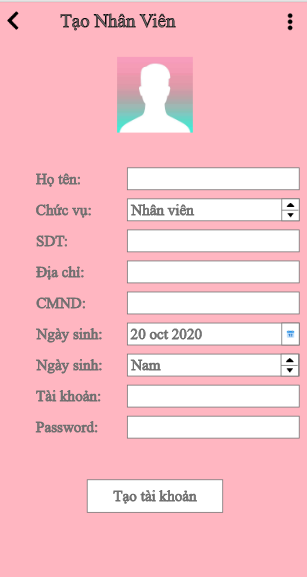 Tạo Nhân Viên
Họ tên:
Chức vụ: Nhân viên
SDT:
Địa chỉ:
CMND:
Ngày sinh: 20 oct 2020
Ngày sinh: Nam
Tài khoản:
Password:
Tạo tài khoản